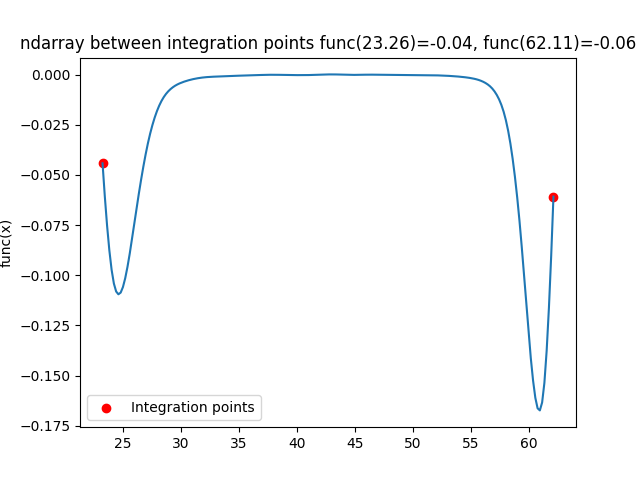 ndarray between integration points func(23.26)=-0.04, func(62.11)=-0.06
0.000
−0.025
−0.050
−0.075
−0.100
−0.125
−0.150
−0.175
func(x)
Integration points
25 30 35 40 45 50 55 60